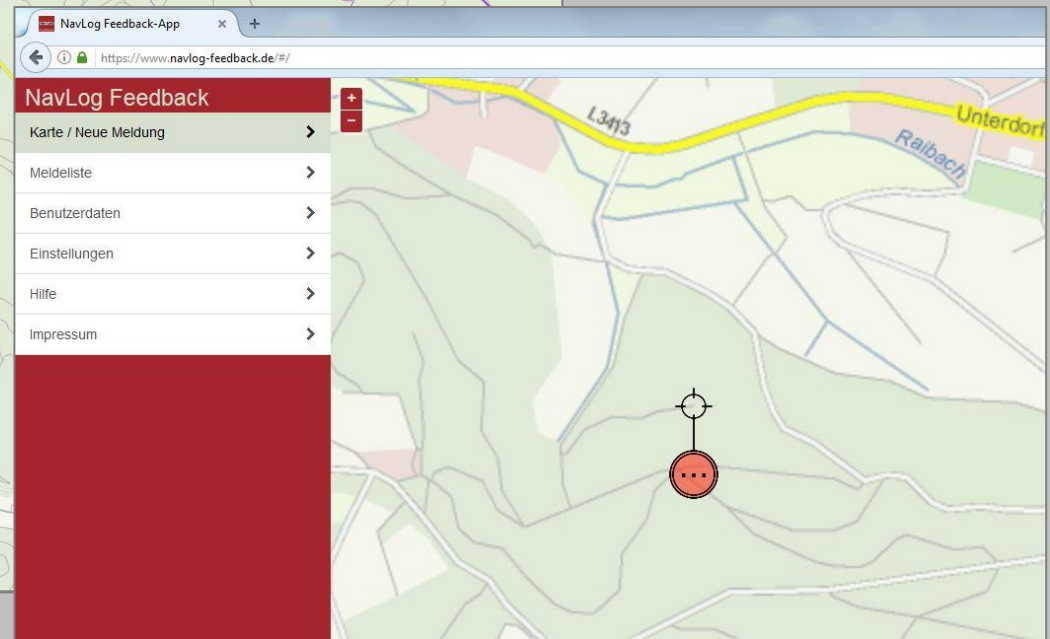 NavLog Feedback-App × +
https://www.navlog-feedback.de/#/
NavLog Feedback
Karte / Neue Meldung
Meldeliste
Benutzerdaten
Einstellungen
Hilfe
Impressum
+
−
L3413
Unterdorf
Raibach
...